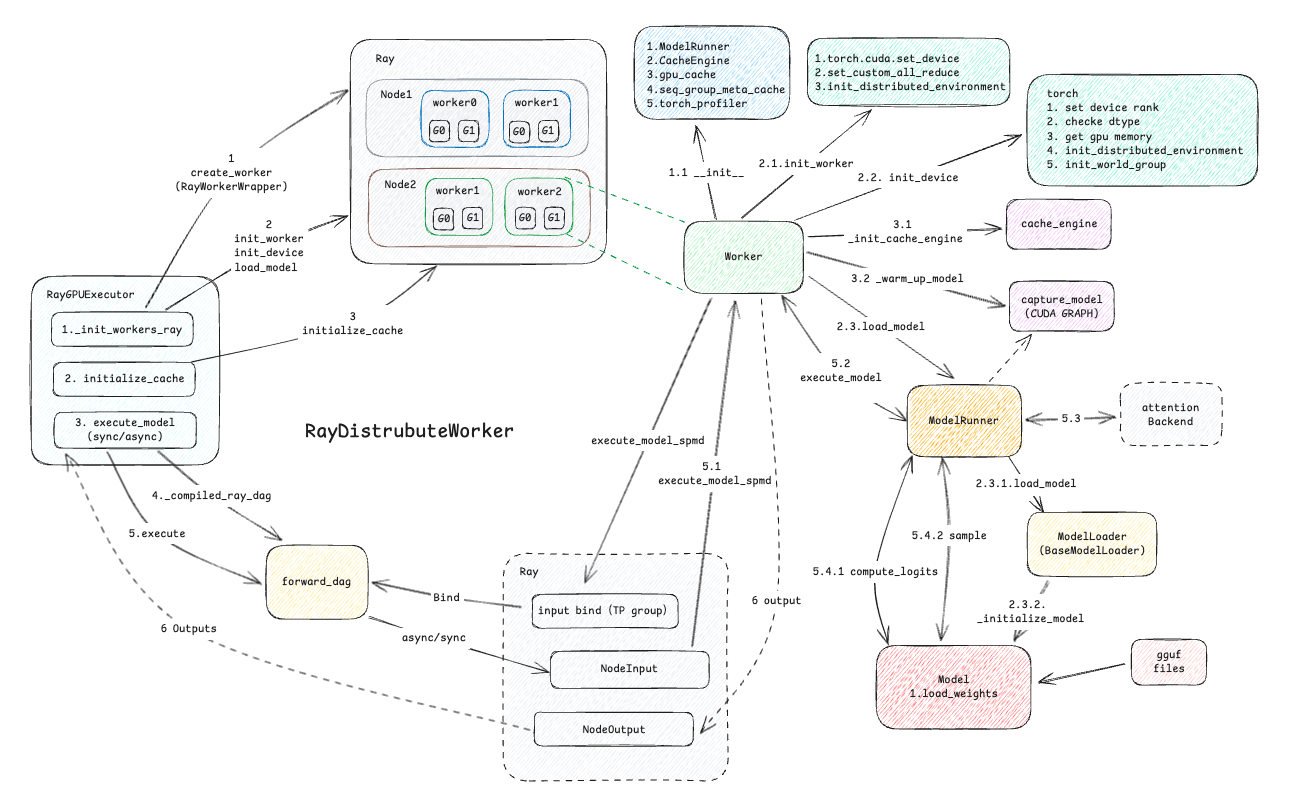 Ray
Node1
worker0
worker1
G0
G1
G0
G1
Node2
worker1
worker2
G0
G1
G0
G1
1
create_worker
(RayWorkerWrapper)
2
init_worker
init_device
load_model
3
initialize_cache
RayGPUExecutor
1._init_workers_ray
2. initialize_cache
3. execute_model
(sync/async)
RayDistrubuteWorker
4._compiled_ray_dag
5.execute
forward_dag
Bind
async/sync
6 Outputs
Ray
input bind (TP group)
NodeInput
NodeOutput
execute_model_spmd
5.1
execute_model_spmd
6 output
1.ModelRunner
2.CacheEngine
3.gpu_cache
4.seq_group_meta_cache
5.torch_profiler
1.torch.cuda.set_device
2.set_custom_all_reduce
3.init_distributed_environment
torch
1. set device rank
2. checke dtype
3. get gpu memory
4. init_distributed_environment
5. init_world_group
1.1 __init__
2.1.init_worker
2.2. init_device
Worker
3.1
_init_cache_engine
cache_engine
3.2 _warm_up_model
capture_model
(CUDA GRAPH)
2.3.load_model
5.2
execute_model
ModelRunner
5.3
attention
Backend
2.3.1.load_model
ModelLoader
(BaseModelLoader)
5.4.2 sample
5.4.1 compute_logits
2.3.2.
_initialize_model
Model
1.load_weights
gguf
files